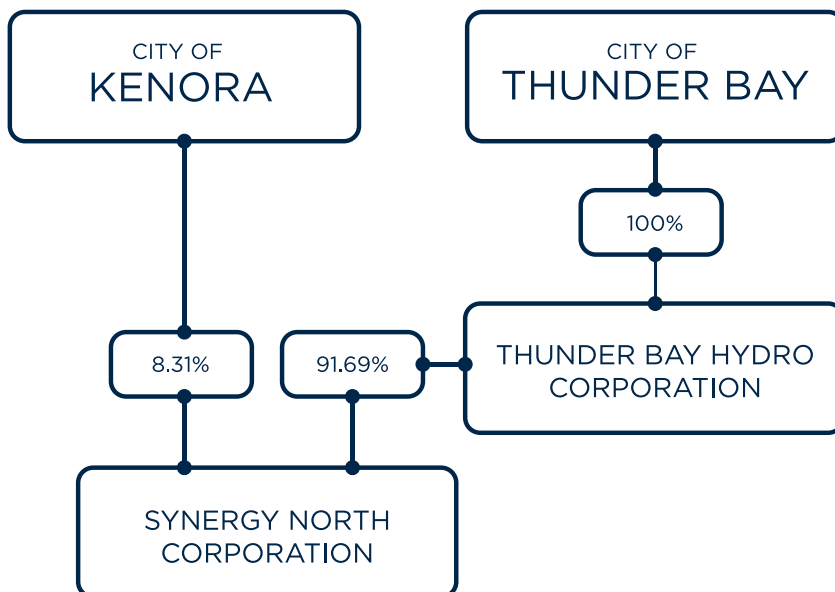 CITY OF
KENORA
CITY OF
THUNDER BAY
100%
8.31%
91.69%
THUNDER BAY HYDRO
CORPORATION
SYNERGY NORTH
CORPORATION